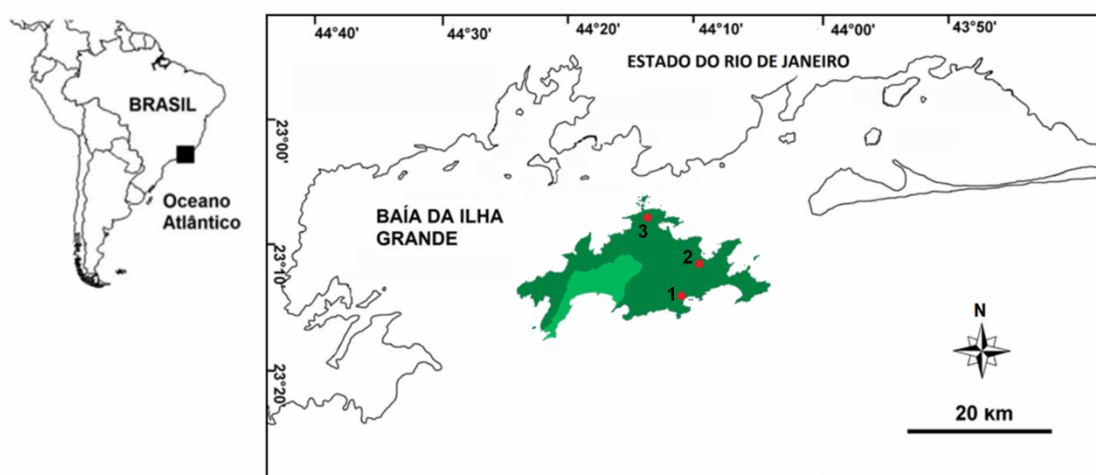 BRASIL
Oceano
Atlântico
44°40'
44°30'
44°20'
44°10'
44°00'
43°50'
23°00'
23°10'
23°20'
ESTADO DO RIO DE JANEIRO
BAÍA DA ILHA
GRANDE
3
2
1
N
20 км